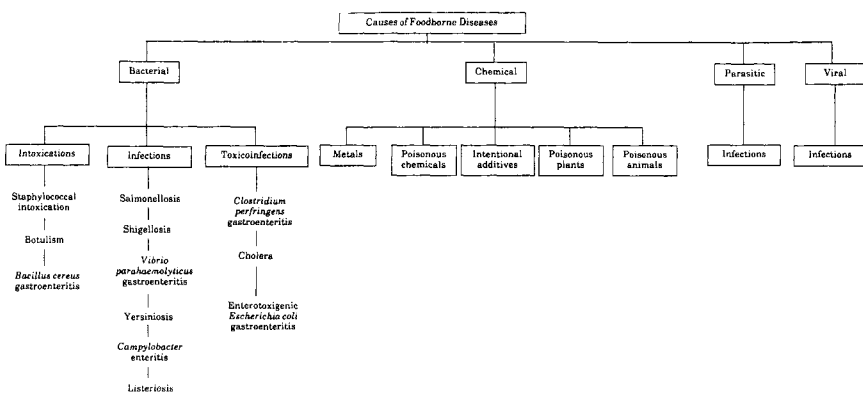 Causes of Foodborne Diseases
Bacterial
Chemical
Parasitic
Viral
Intoxications
Infections
Toxicoinfections
Metals
Poisonous
chemicals
Intentional
additives
Poisonous
plants
Poisonous
animals
Infections
Infections
Staphylococcal
intoxication
Botulism
Bacillus cereus
gastroenteritis
Salmonellosis
Shigellosis
Vibrio
parahaemolyticus
gastroenteritis
Yersiniosis
Campylobacter
enteritis
Listeriosis
Clostridium
perfringens
gastroenteritis
Cholera
Enterotoxigenic
Escherichia coli
gastroenteritis